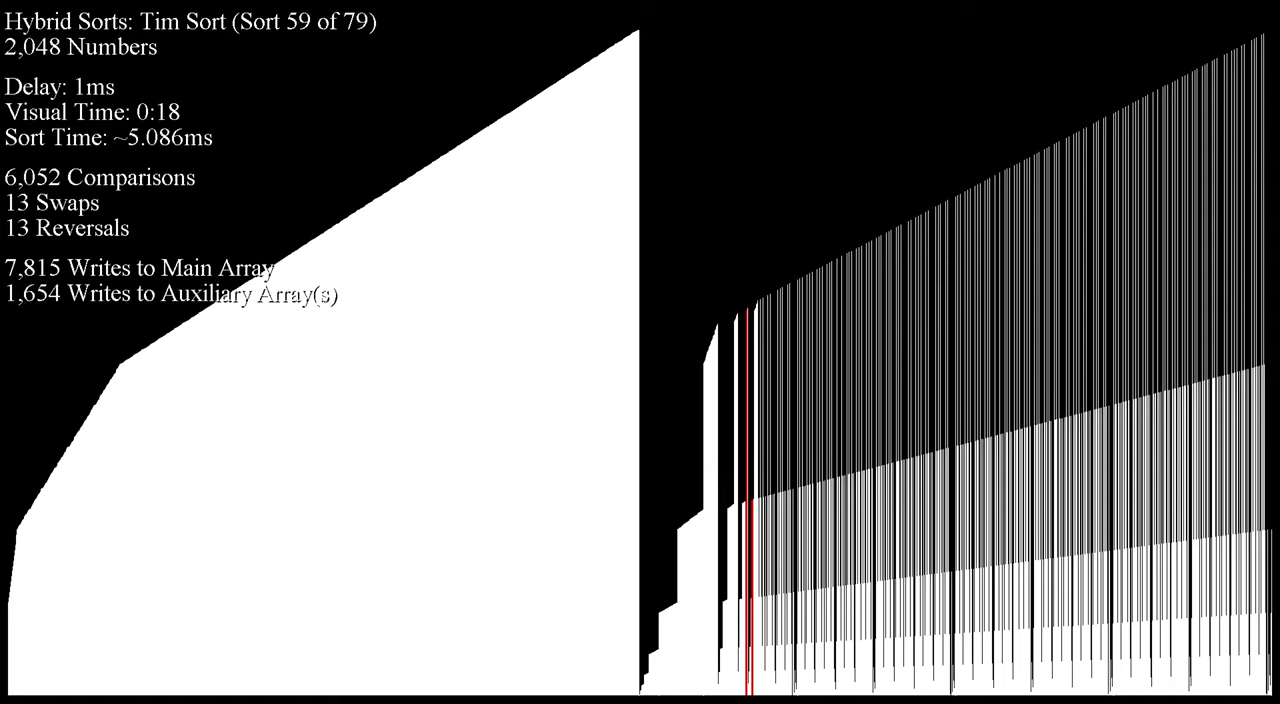 Hybrid Sorts: Tim Sort (Sort 59 of 79)
2,048 Numbers
Delay: 1ms
Visual Time: 0:18
Sort Time: ~5.086ms
6,052 Comparisons
13 Swaps
13 Reversals
7,815 Writes to Main Array
1,654 Writes to Auxiliary Array(s)